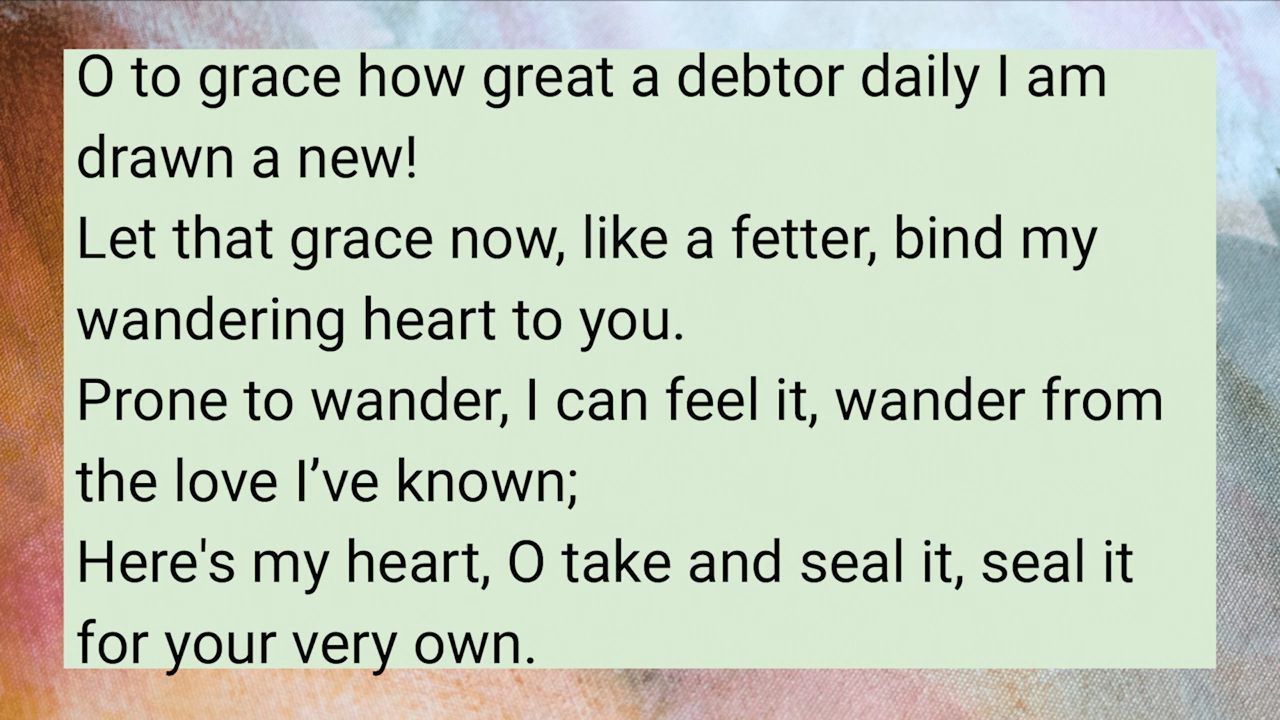 O to grace how great a debtor daily I am
drawn a new!
Let that grace now, like a fetter, bind my
wandering heart to you.
Prone to wander, I can feel it, wander from
the love I’ve known;
Here's my heart, O take and seal it, seal it
for your very own.